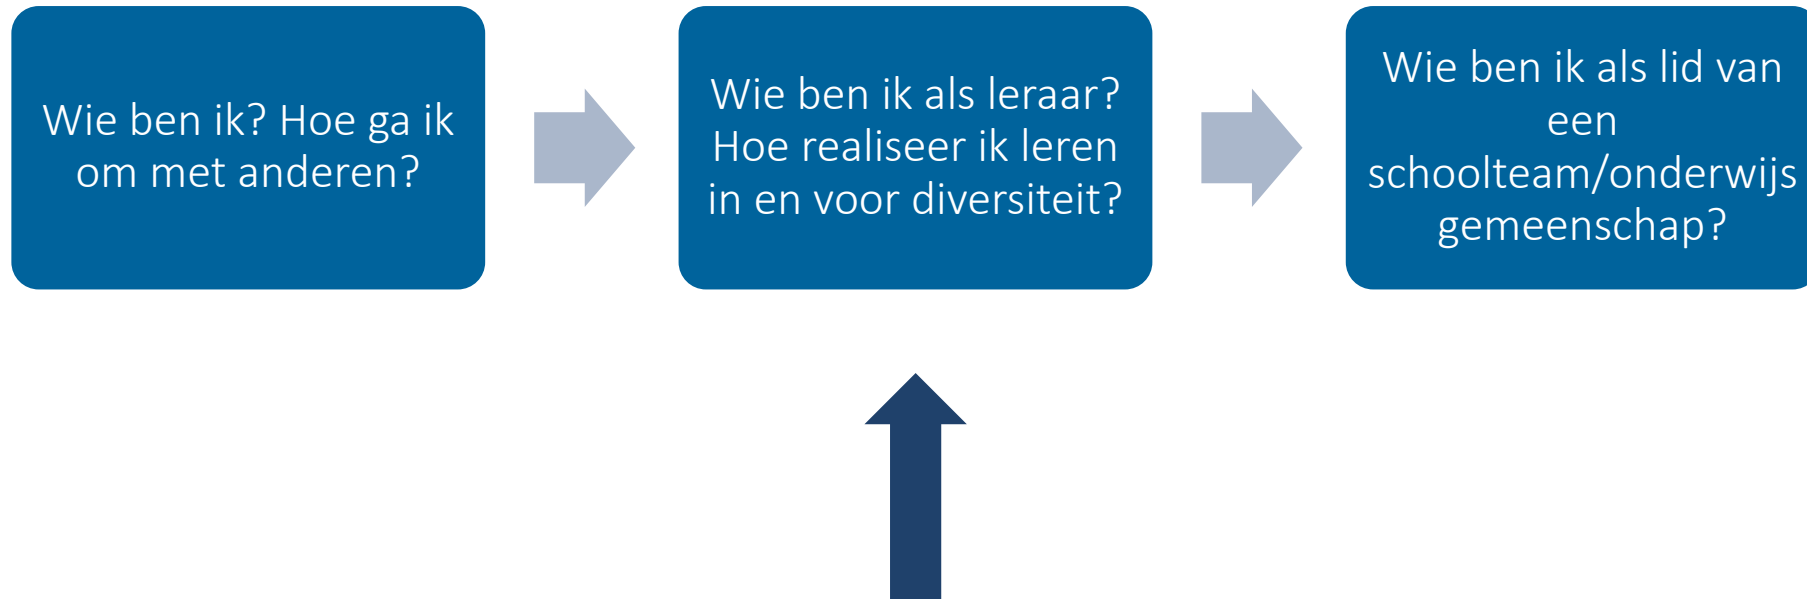 Wie ben ik? Hoe ga ik
om met anderen?
Wie ben ik als leraar?
Hoe realiseer ik leren
in en voor diversiteit?
Wie ben ik als lid van
een
schoolteam/onderwijs
gemeenschap?